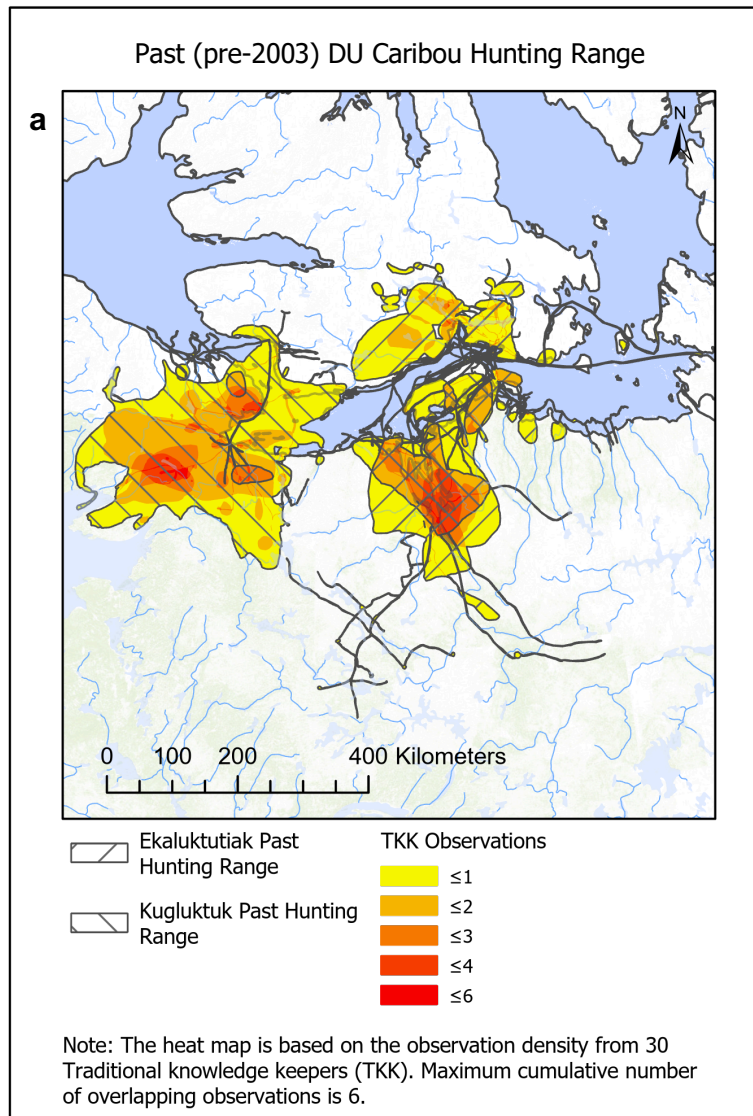 Past (pre-2003) DU Caribou Hunting Range
a
N
0 100 200 400 Kilometers
Ekaluktutiak Past
Hunting Range
Kugluktuk Past Hunting
Range
TKK Observations
≤1
≤2
≤3
≤4
≤6
Note: The heat map is based on the observation density from 30
Traditional knowledge keepers (TKK). Maximum cumulative number
of overlapping observations is 6.